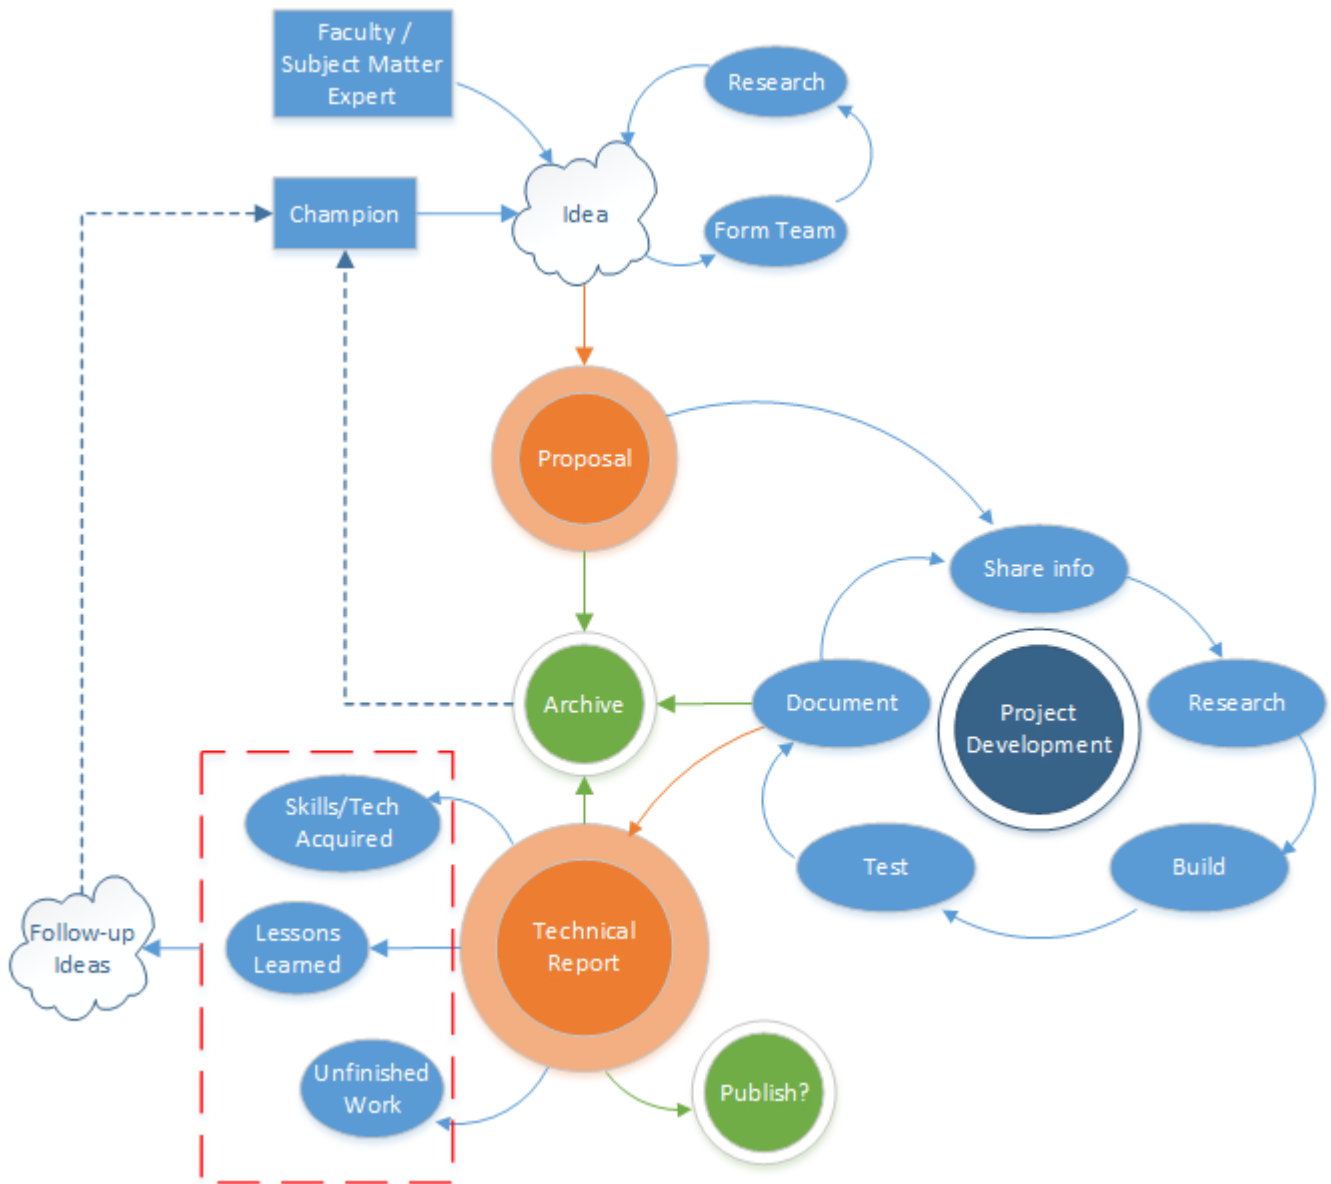 Faculty /
Subject Matter
Expert
Research
Champion
Idea
Form Team
Proposal
Share info
Document
Archive
Project
Development
Research
Skills/Tech
Acquired
Test
Build
Follow-up
Ideas
Lessons
Learned
Technical
Report
Unfinished
Work
Publish?